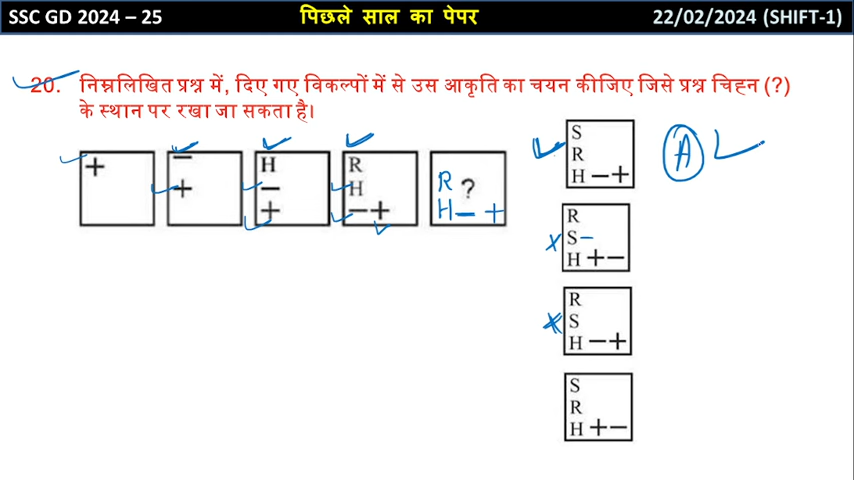 SSC GD 2024 – 25
पिछले साल का पेपर
22/02/2024 (SHIFT-1)
20. निम्नलिखित प्रश्न में, दिए गए विकल्पों में से उस आकृति का चयन कीजिए जिसे प्रश्न चिह्न (?)
के स्थान पर रखा जा सकता है।
+
−
+
H
−
+
R
H
− +
R ?
H − +
S
R
H − +
A
R
S −
H + −
R
S
H − +
S
R
H + −